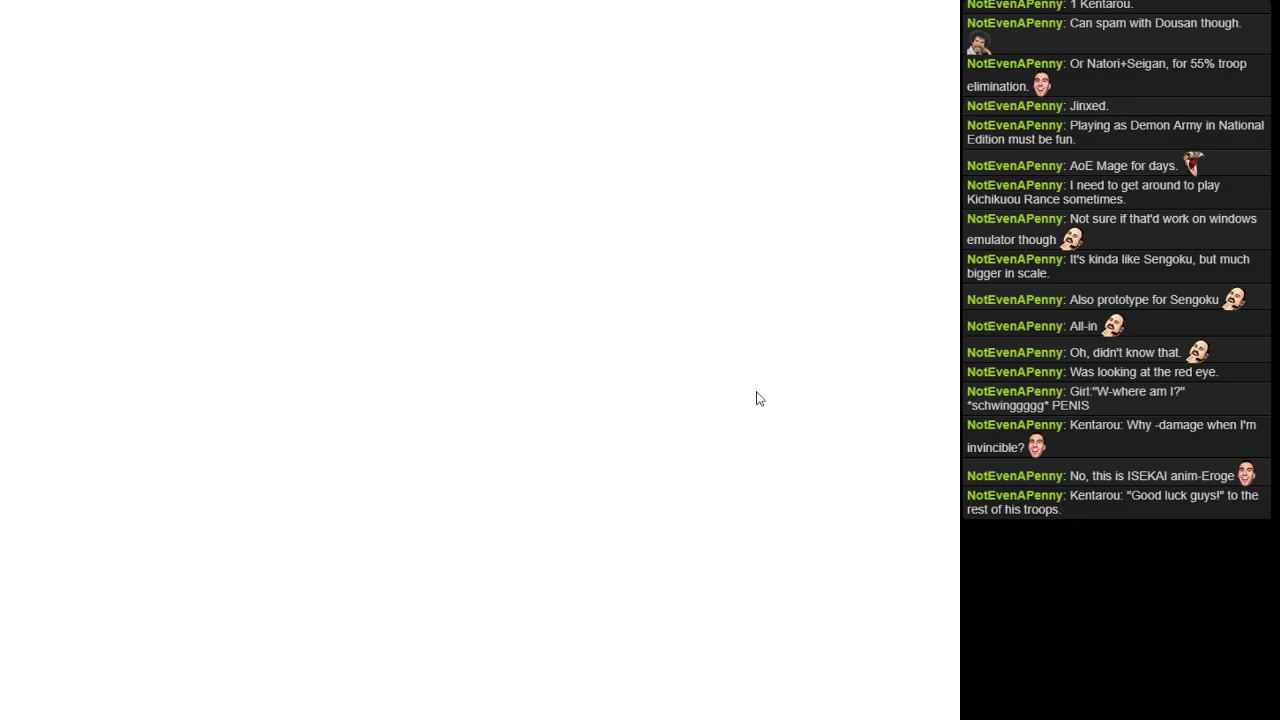 NotEvenAPenny: 1 Kentarou.
NotEvenAPenny: Can spam with Dousan though.
NotEvenAPenny: Or Natori+Seigan, for 55% troop
elimination.
NotEvenAPenny: Jinxed.
NotEvenAPenny: Playing as Demon Army in National
Edition must be fun.
NotEvenAPenny: AoE Mage for days.
NotEvenAPenny: I need to get around to play
Kichikuou Rance sometimes.
NotEvenAPenny: Not sure if that'd work on windows
emulator though
NotEvenAPenny: It's kinda like Sengoku, but much
bigger in scale.
NotEvenAPenny: Also prototype for Sengoku
NotEvenAPenny: All-in
NotEvenAPenny: Oh, didn't know that.
NotEvenAPenny: Was looking at the red eye.
NotEvenAPenny: Girl:"W-where am I?"
*schwinggggg* PENIS
NotEvenAPenny: Kentarou: Why -damage when I'm
invincible?
NotEvenAPenny: No, this is ISEKAI anim-Eroge
NotEvenAPenny: Kentarou: "Good luck guys!" to the
rest of his troops.